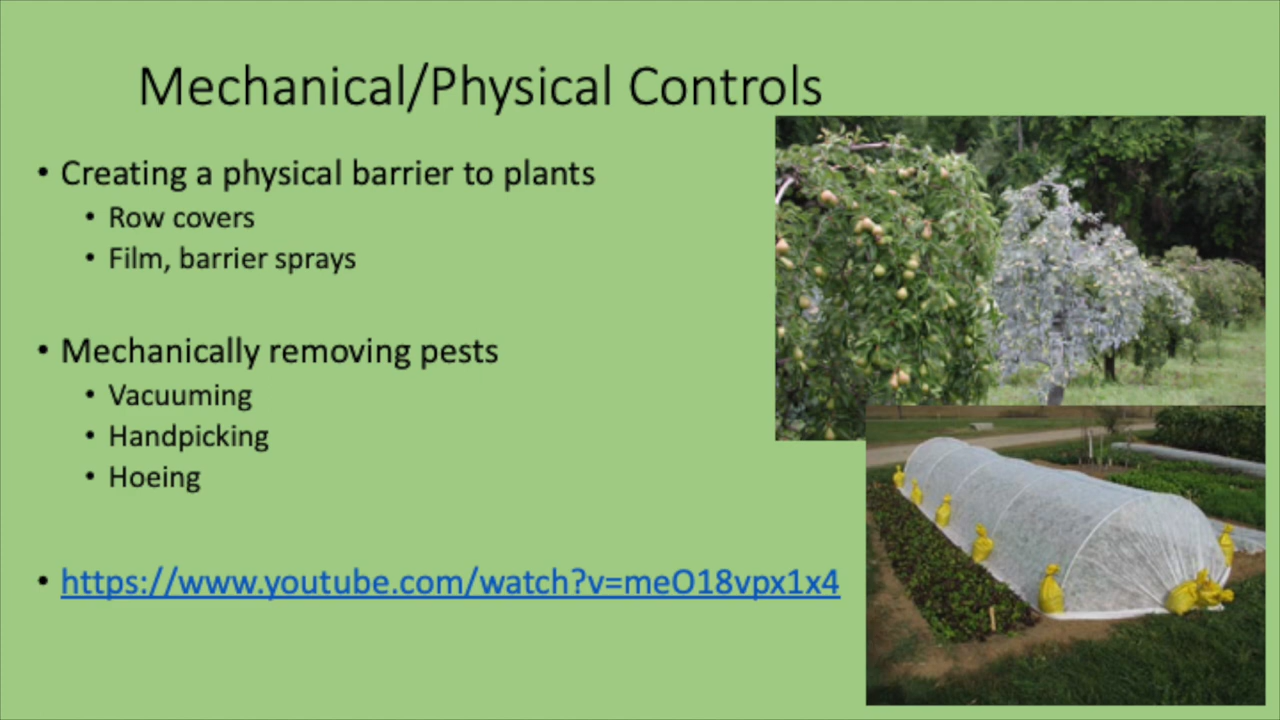 Mechanical/Physical Controls
• Creating a physical barrier to plants
• Row covers
• Film, barrier sprays
• Mechanically removing pests
• Vacuuming
• Handpicking
• Hoeing
• https://www.youtube.com/watch?v=meO18vpx1x4